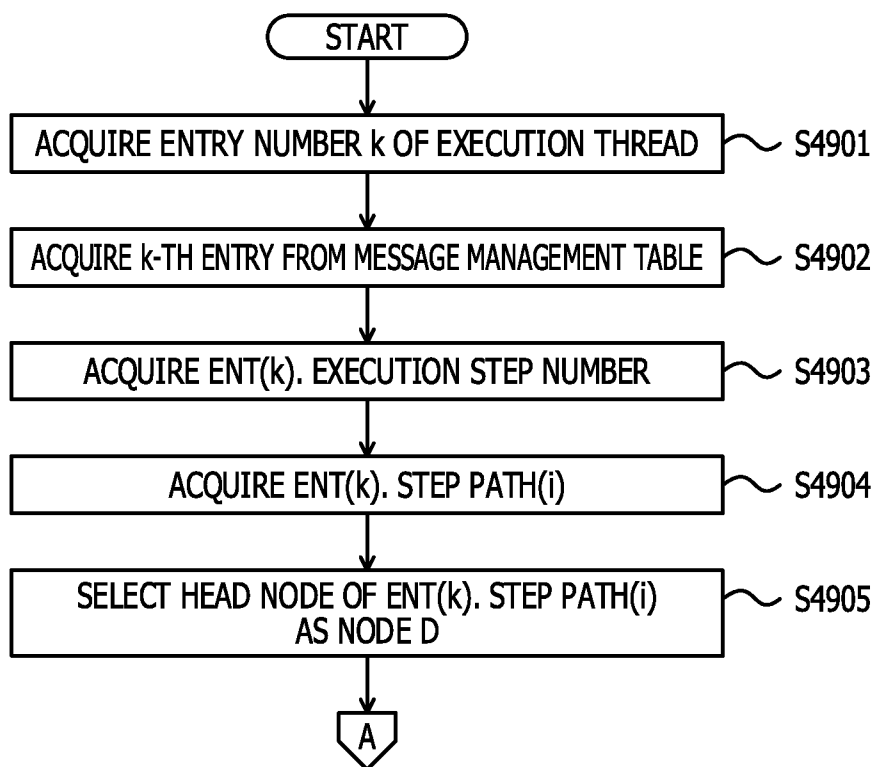 START
ACQUIRE ENTRY NUMBER k OF EXECUTION THREAD
S4901
ACQUIRE k-TH ENTRY FROM MESSAGE MANAGEMENT TABLE
S4902
ACQUIRE ENT(k). EXECUTION STEP NUMBER
S4903
ACQUIRE ENT(k). STEP PATH(i)
S4904
SELECT HEAD NODE OF ENT(k). STEP PATH(i)
AS NODE D
S4905
A